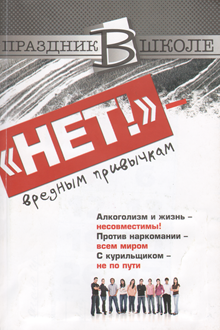 ПРАЗДНИК В ШКОЛЕ
«НЕТ!»
вредным привычкам
Алкоголизм и жизнь –
несовместимы!
Против наркомании –
всем миром
С курильщиком –
не по пути